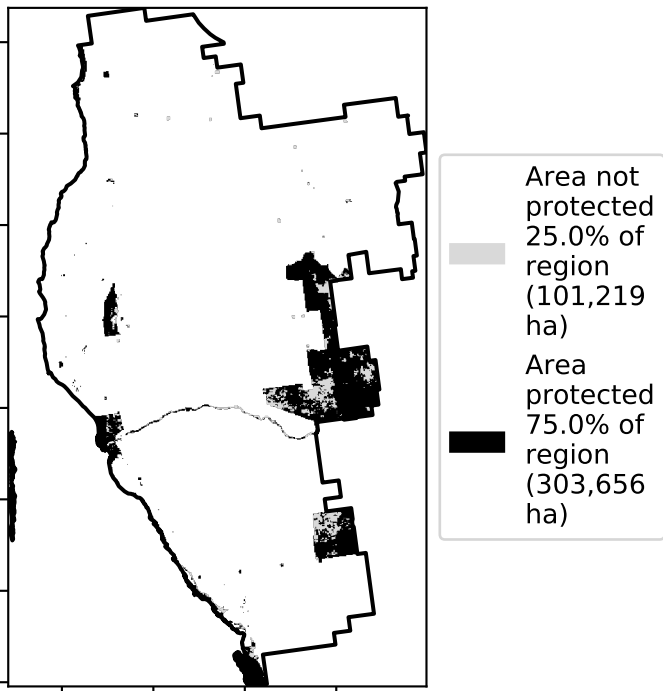 Area not
protected
25.0% of
region
(101,219
ha)
Area
protected
75.0% of
region
(303,656
ha)